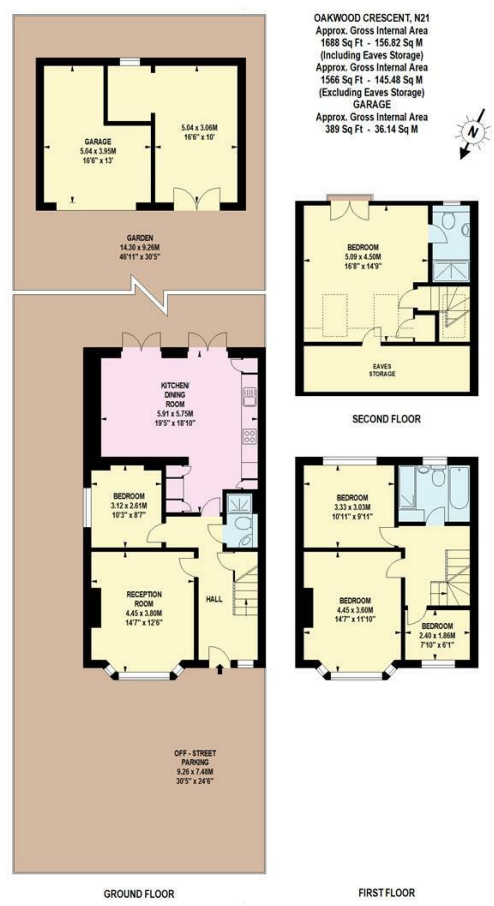 OAKWOOD CRESCENT, N21
Approx. Gross Internal Area
1688 Sq Ft - 156.82 Sq M
(Including Eaves Storage)
Approx. Gross Internal Area
1566 Sq Ft - 145.48 Sq M
(Excluding Eaves Storage)
GARAGE
Approx. Gross Internal Area
389 Sq Ft - 36.14 Sq M
N
GARAGE
5.04 x 3.95M
16'6" x 13'
5.04 x 3.06M
16'6" x 10'
GARDEN
14.30 x 9.26M
46'11" x 30'5"
BEDROOM
5.09 x 4.50M
16'8" x 14'9"
EAVES
STORAGE
SECOND FLOOR
KITCHEN/
DINING
ROOM
5.91 x 5.75M
19'5" x 18'10"
BEDROOM
3.12 x 2.61M
10'3" x 8'7"
RECEPTION
ROOM
4.45 x 3.80M
14'7" x 12'6"
HALL
BEDROOM
3.33 x 3.03M
10'11" x 9'11"
BEDROOM
4.45 x 3.60M
14'7" x 11'10"
BEDROOM
2.40 x 1.86M
7'10" x 6'1"
OFF - STREET
PARKING
9.26 x 7.48M
30'5" x 24'6"
GROUND FLOOR
FIRST FLOOR